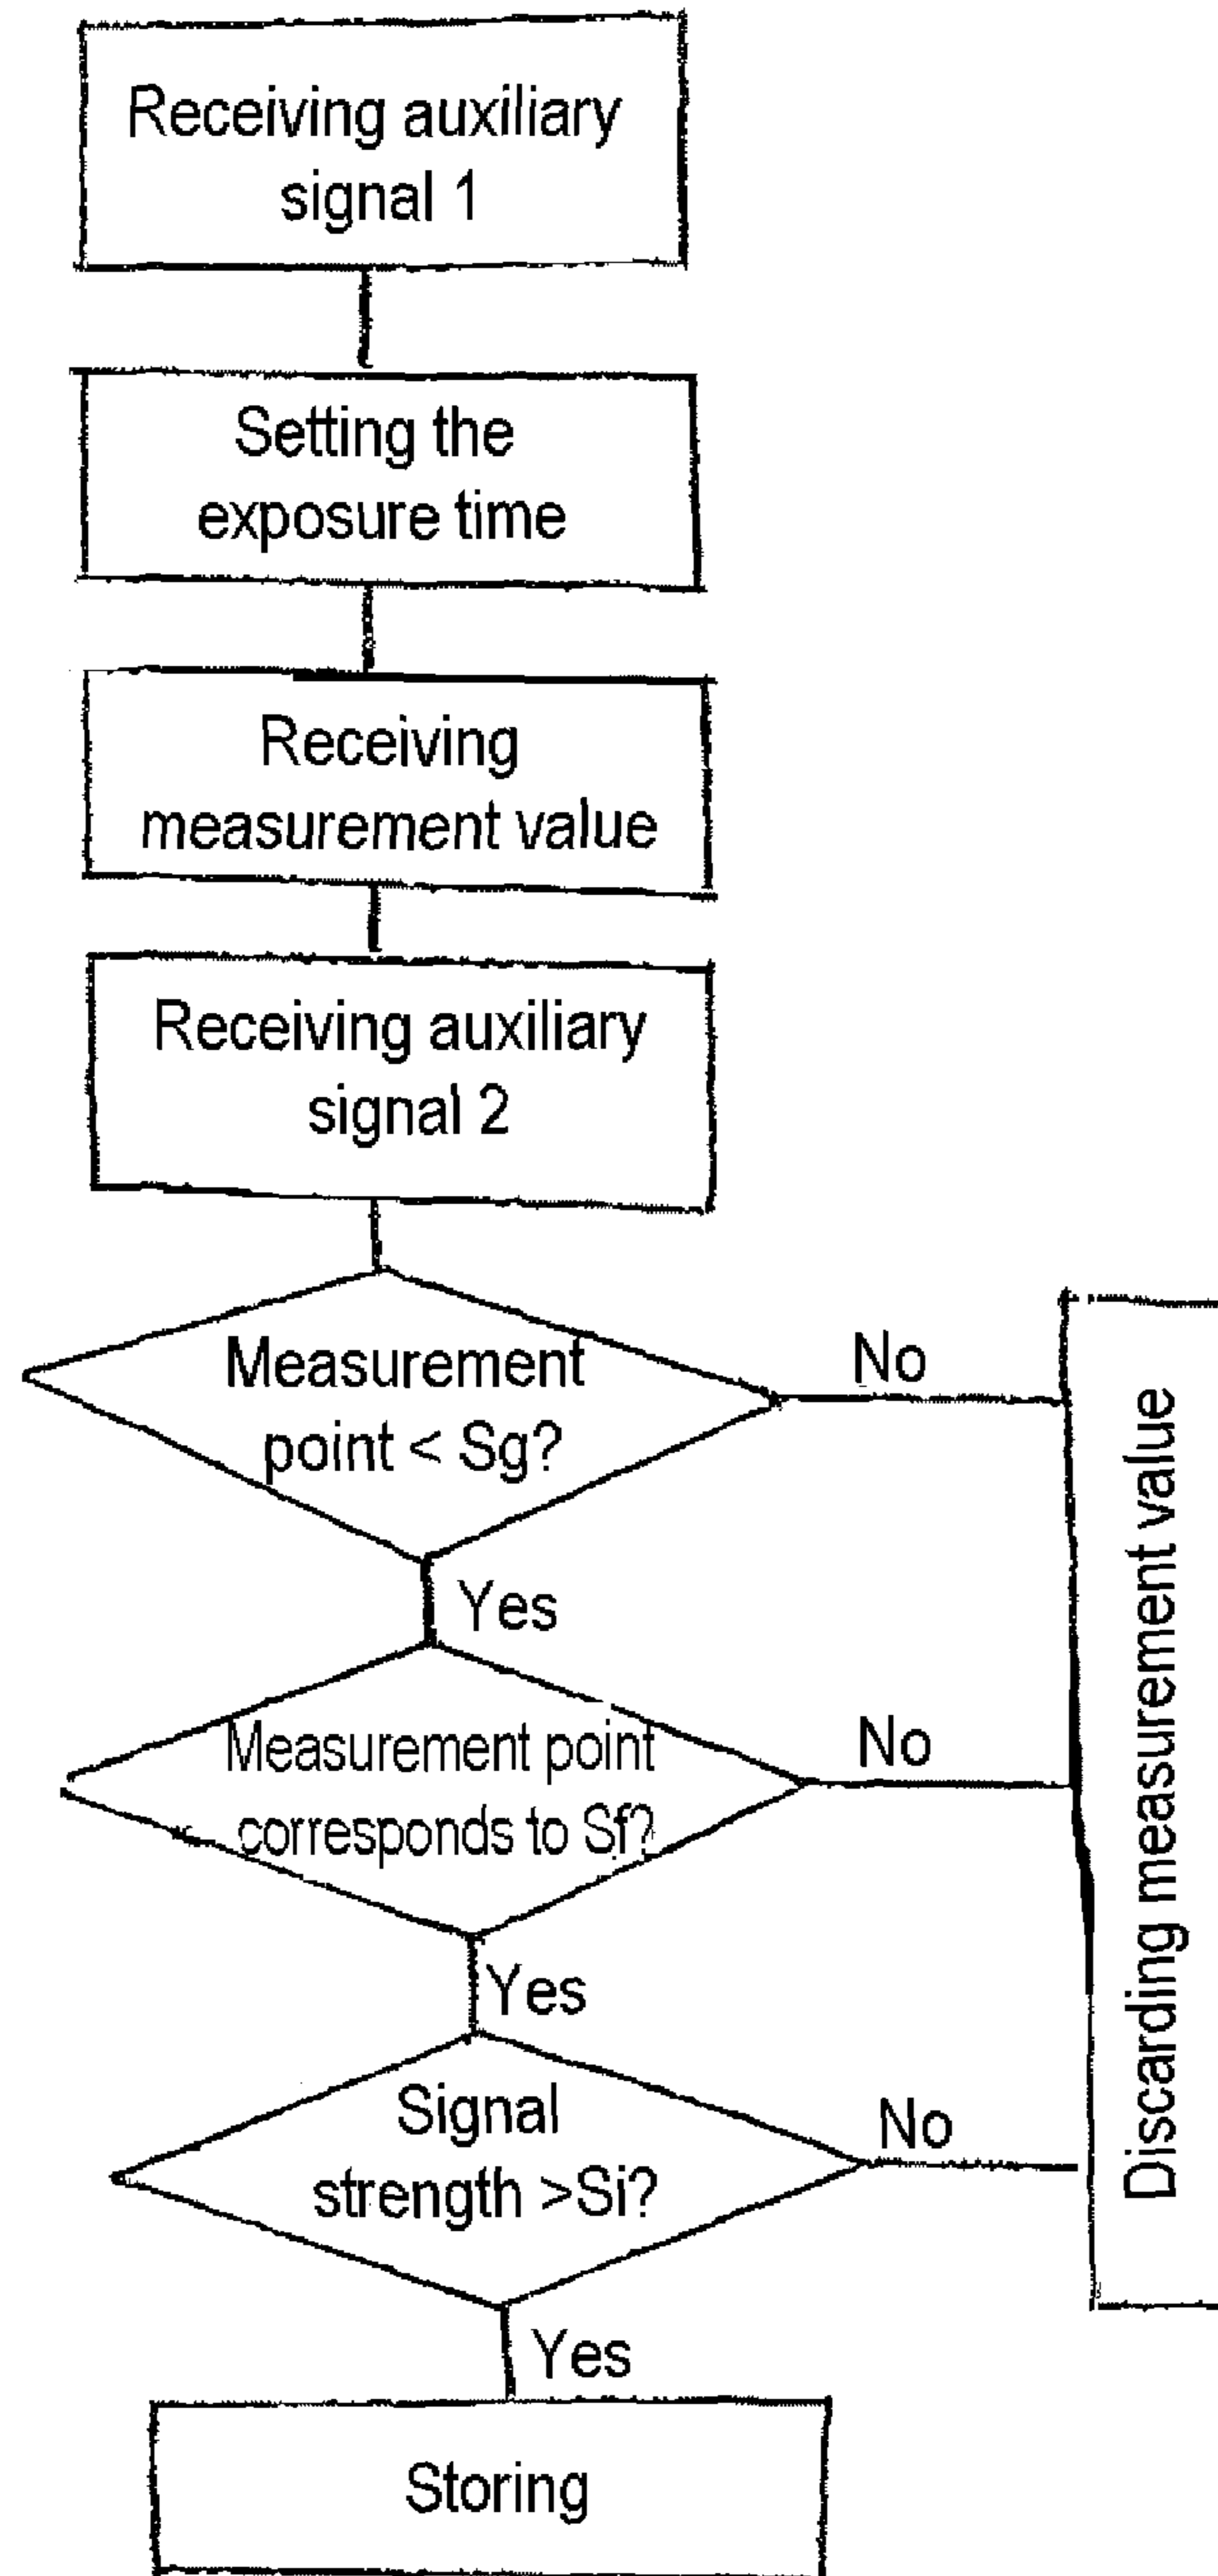 Receiving auxiliary
signal 1
Setting the
exposure time
Receiving
measurement value
Receiving auxiliary
signal 2
Measurement
point < Sg?
No
Yes
Measurement point
corresponds to Sf?
No
Yes
Signal
strength >Si?
No
Yes
Storing
Discarding measurement value